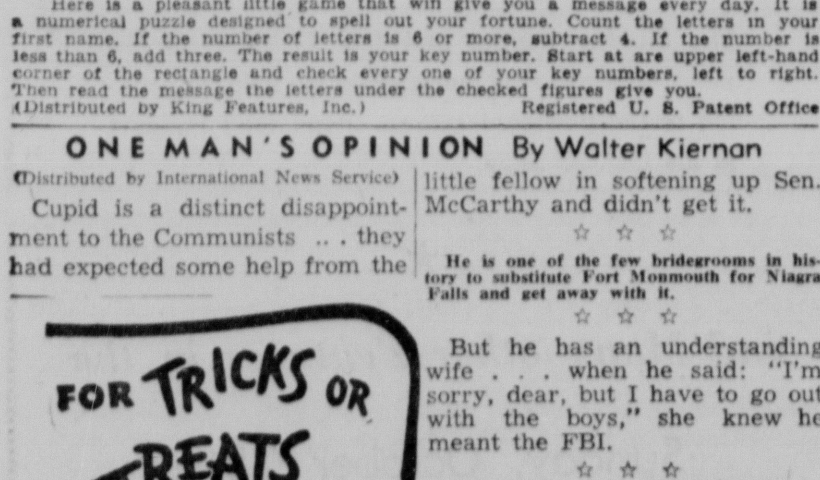 Here is a pleasant little game that will give you a message every day. It is
a numerical puzzle designed to spell out your fortune. Count the letters in your
first name. If the number of letters is 6 or more, subtract 4. If the number is
less than 6, add three. The result is your key number. Start at are upper left-hand
corner of the rectangle and check every one of your key numbers, left to right.
Then read the message the letters under the checked figures give you.
(Distributed by King Features, Inc.) Registered U. S. Patent Office
ONE MAN'S OPINION By Walter Kiernan
(Distributed by International News Service)
Cupid is a distinct disappoint-
ment to the Communists ... they
had expected some help from the
little fellow in softening up Sen.
McCarthy and didn't get it.
☆ ☆ ☆
He is one of the few bridegrooms in his-
tory to substitute Fort Monmouth for Niagra
Falls and get away with it.
☆ ☆ ☆
But he has an understanding
wife . . . when he said: "I'm
sorry, dear, but I have to go out
with the boys," she knew he
meant the FBI.
☆ ☆ ☆
FOR TRICKS OR
TREATS